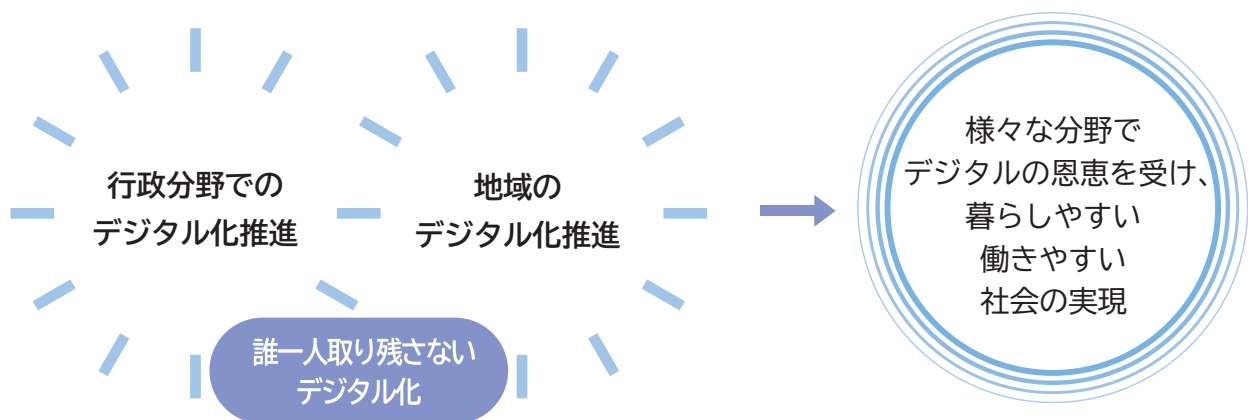 行政分野での
デジタル化推進
地域の
デジタル化推進
誰一人取り残さない
デジタル化
様々な分野で
デジタルの恩恵を受け、
暮らしやすい
働きやすい
社会の実現